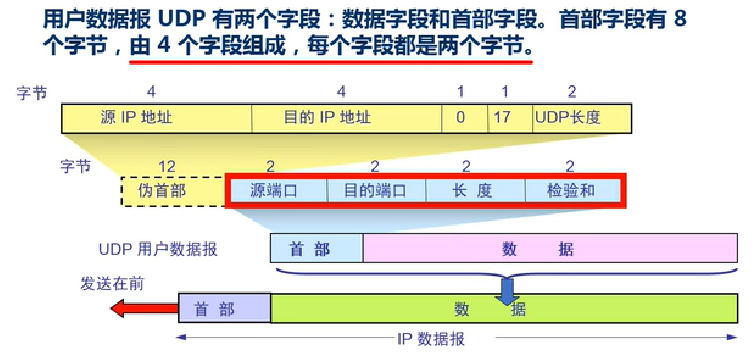 用户数据报 UDP 有两个字段：数据字段和首部字段。首部字段有 8
个字节，由 4 个字段组成，每个字段都是两个字节。
字节 4 4 1 1 2
源 IP 地址 目的 IP 地址 0 17 UDP长度
字节 12 2 2 2 2
伪首部 源端口 目的端口 长 度 检验和
UDP 用户数据报 首 部 数 据
发送在前
首 部 数 据
IP 数据报